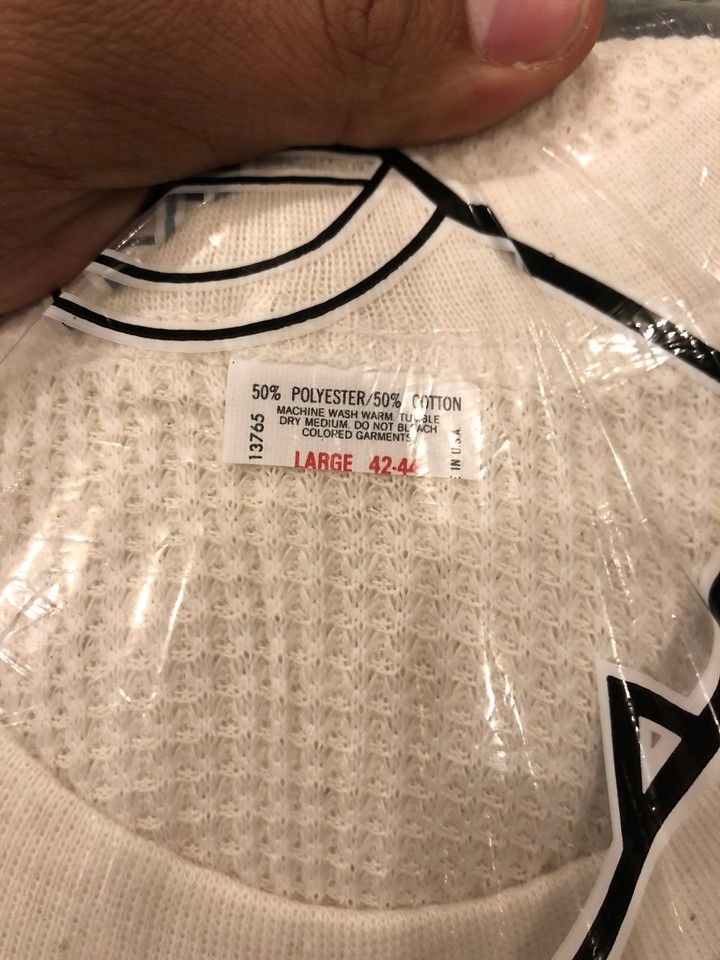 50% POLYESTER/50% COTTON
MACHINE WASH WARM. TUMBLE
DRY MEDIUM. DO NOT BLEACH
COLORED GARMENTS
LARGE 42-44
13765
IN U.S.A.